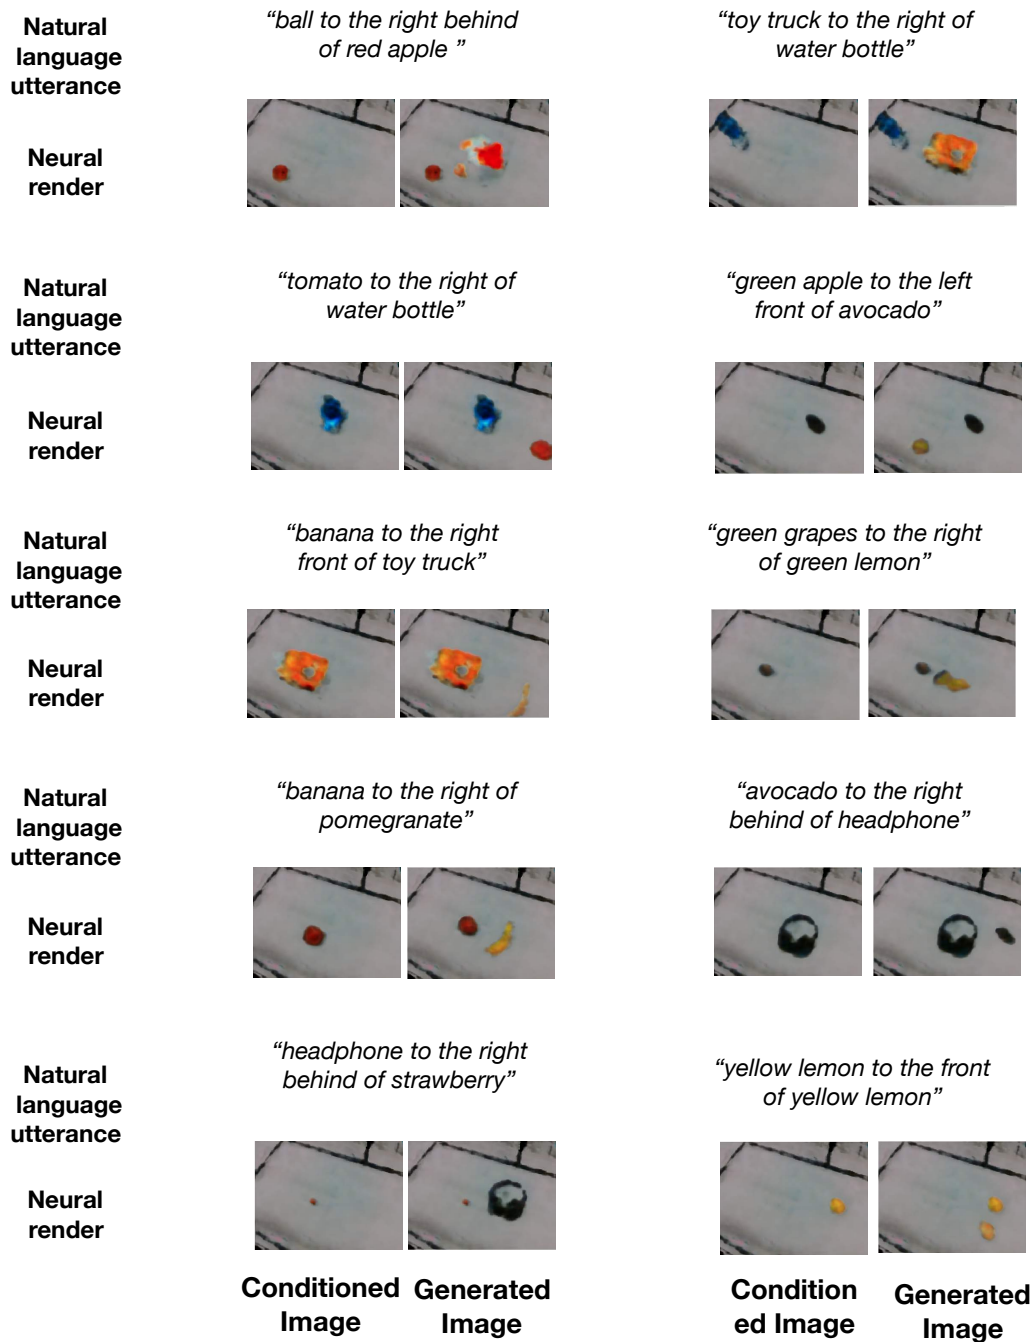 Natural
language
utterance
“ball to the right behind
of red apple ”
“toy truck to the right of
water bottle”
Neural
render
Natural
language
utterance
“tomato to the right of
water bottle”
“green apple to the left
front of avocado”
Neural
render
Natural
language
utterance
“banana to the right
front of toy truck”
“green grapes to the right
of green lemon”
Neural
render
Natural
language
utterance
“banana to the right of
pomegranate”
“avocado to the right
behind of headphone”
Neural
render
Natural
language
utterance
“headphone to the right
behind of strawberry”
“yellow lemon to the front
of yellow lemon”
Neural
render
Conditioned
Image
Generated
Image
Condition
ed Image
Generated
Image